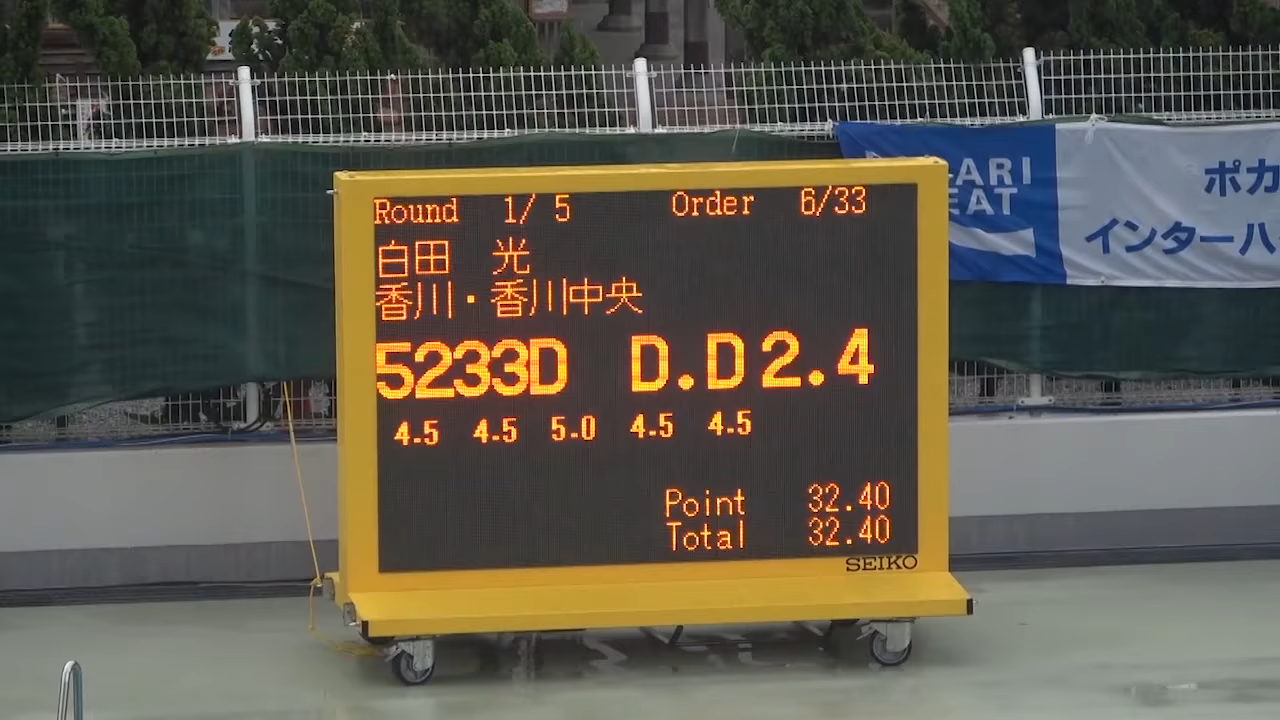 Round 1/ 5 Order 6/33
白田 光
香川・香川中央
5233D D.D 2.4
4.5 4.5 5.0 4.5 4.5
Point 32.40
Total 32.40
SEIKO
ARI
EAT
ポカ
インターハ